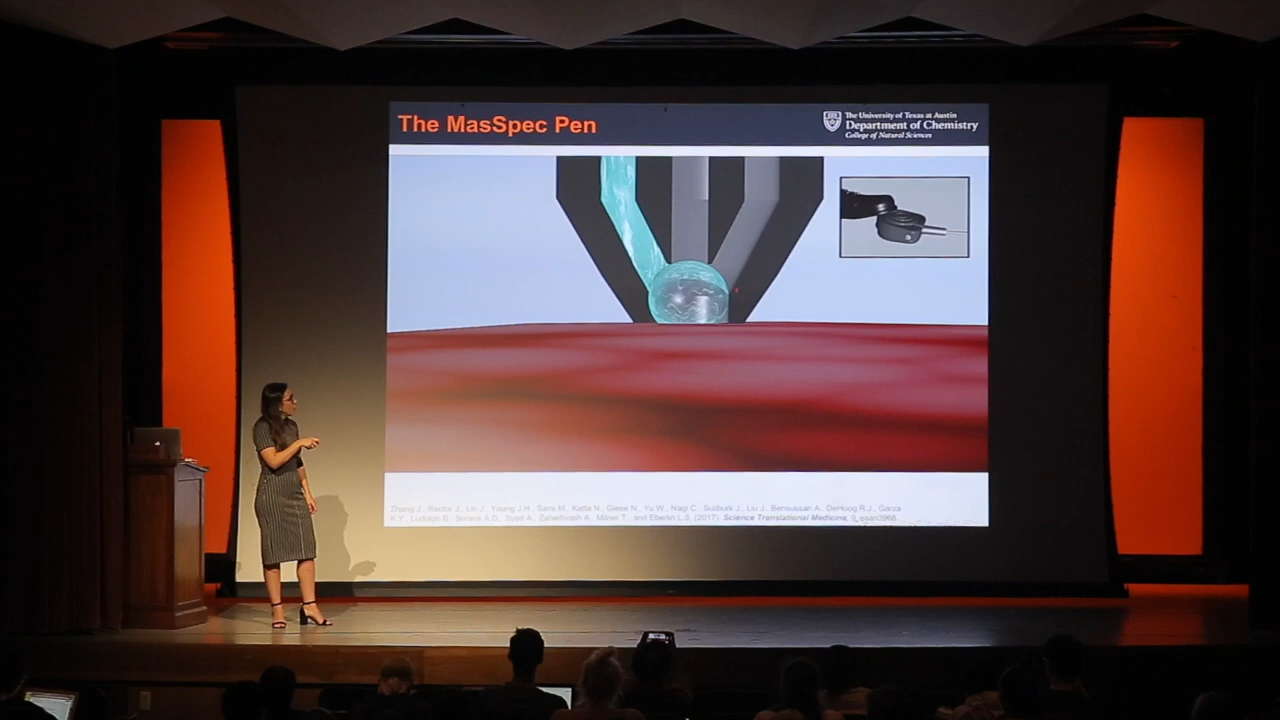 The MasSpec Pen
The University of Texas at Austin
Department of Chemistry
College of Natural Sciences
Zhang J., Rector J., Lin J., Young J.H., Sans M., Katta N., Giese N., Yu W., Nagi C., Suliburk J., Liu J., Bensussan A., DeHoog R.J., Garza
K.Y., Ludolph B., Sorace A.G., Syed A., Zahedivash A., Milner T., and Eberlin L.S. (2017). Science Translational Medicine, 9,